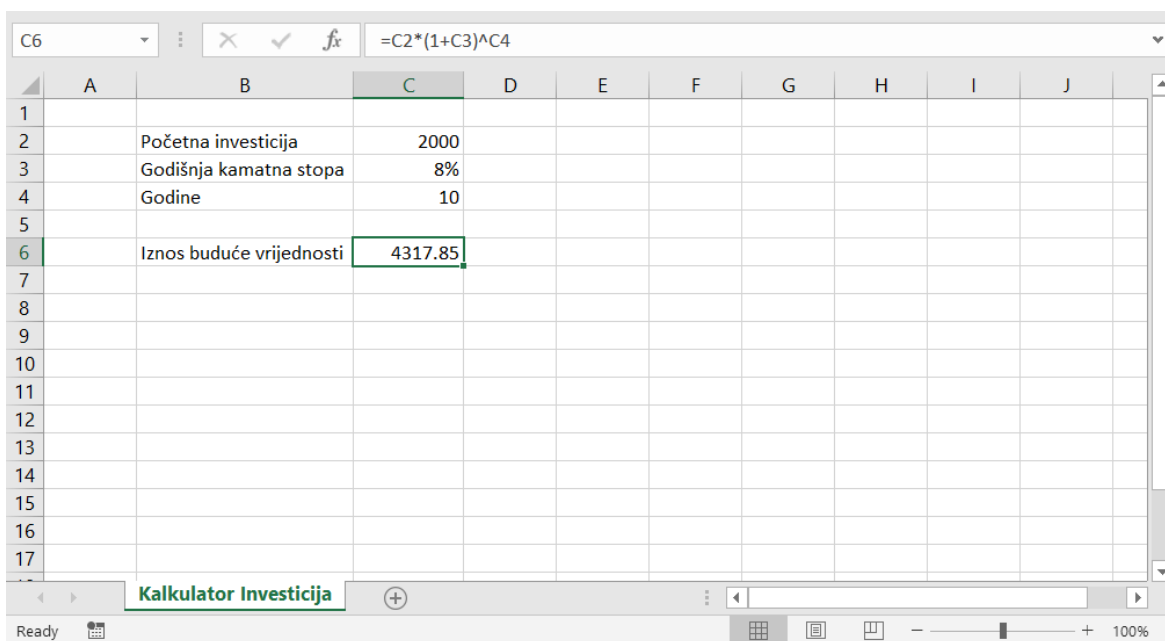 C6 fx =C2*(1+C3)^C4
A B C D E F G H I J
1
2 Početna investicija 2000
3 Godišnja kamatna stopa 8%
4 Godine 10
5
6 Iznos buduće vrijednosti 4317.85
7
8
9
10
11
12
13
14
15
16
17
Kalkulator Investicija
Ready 100%